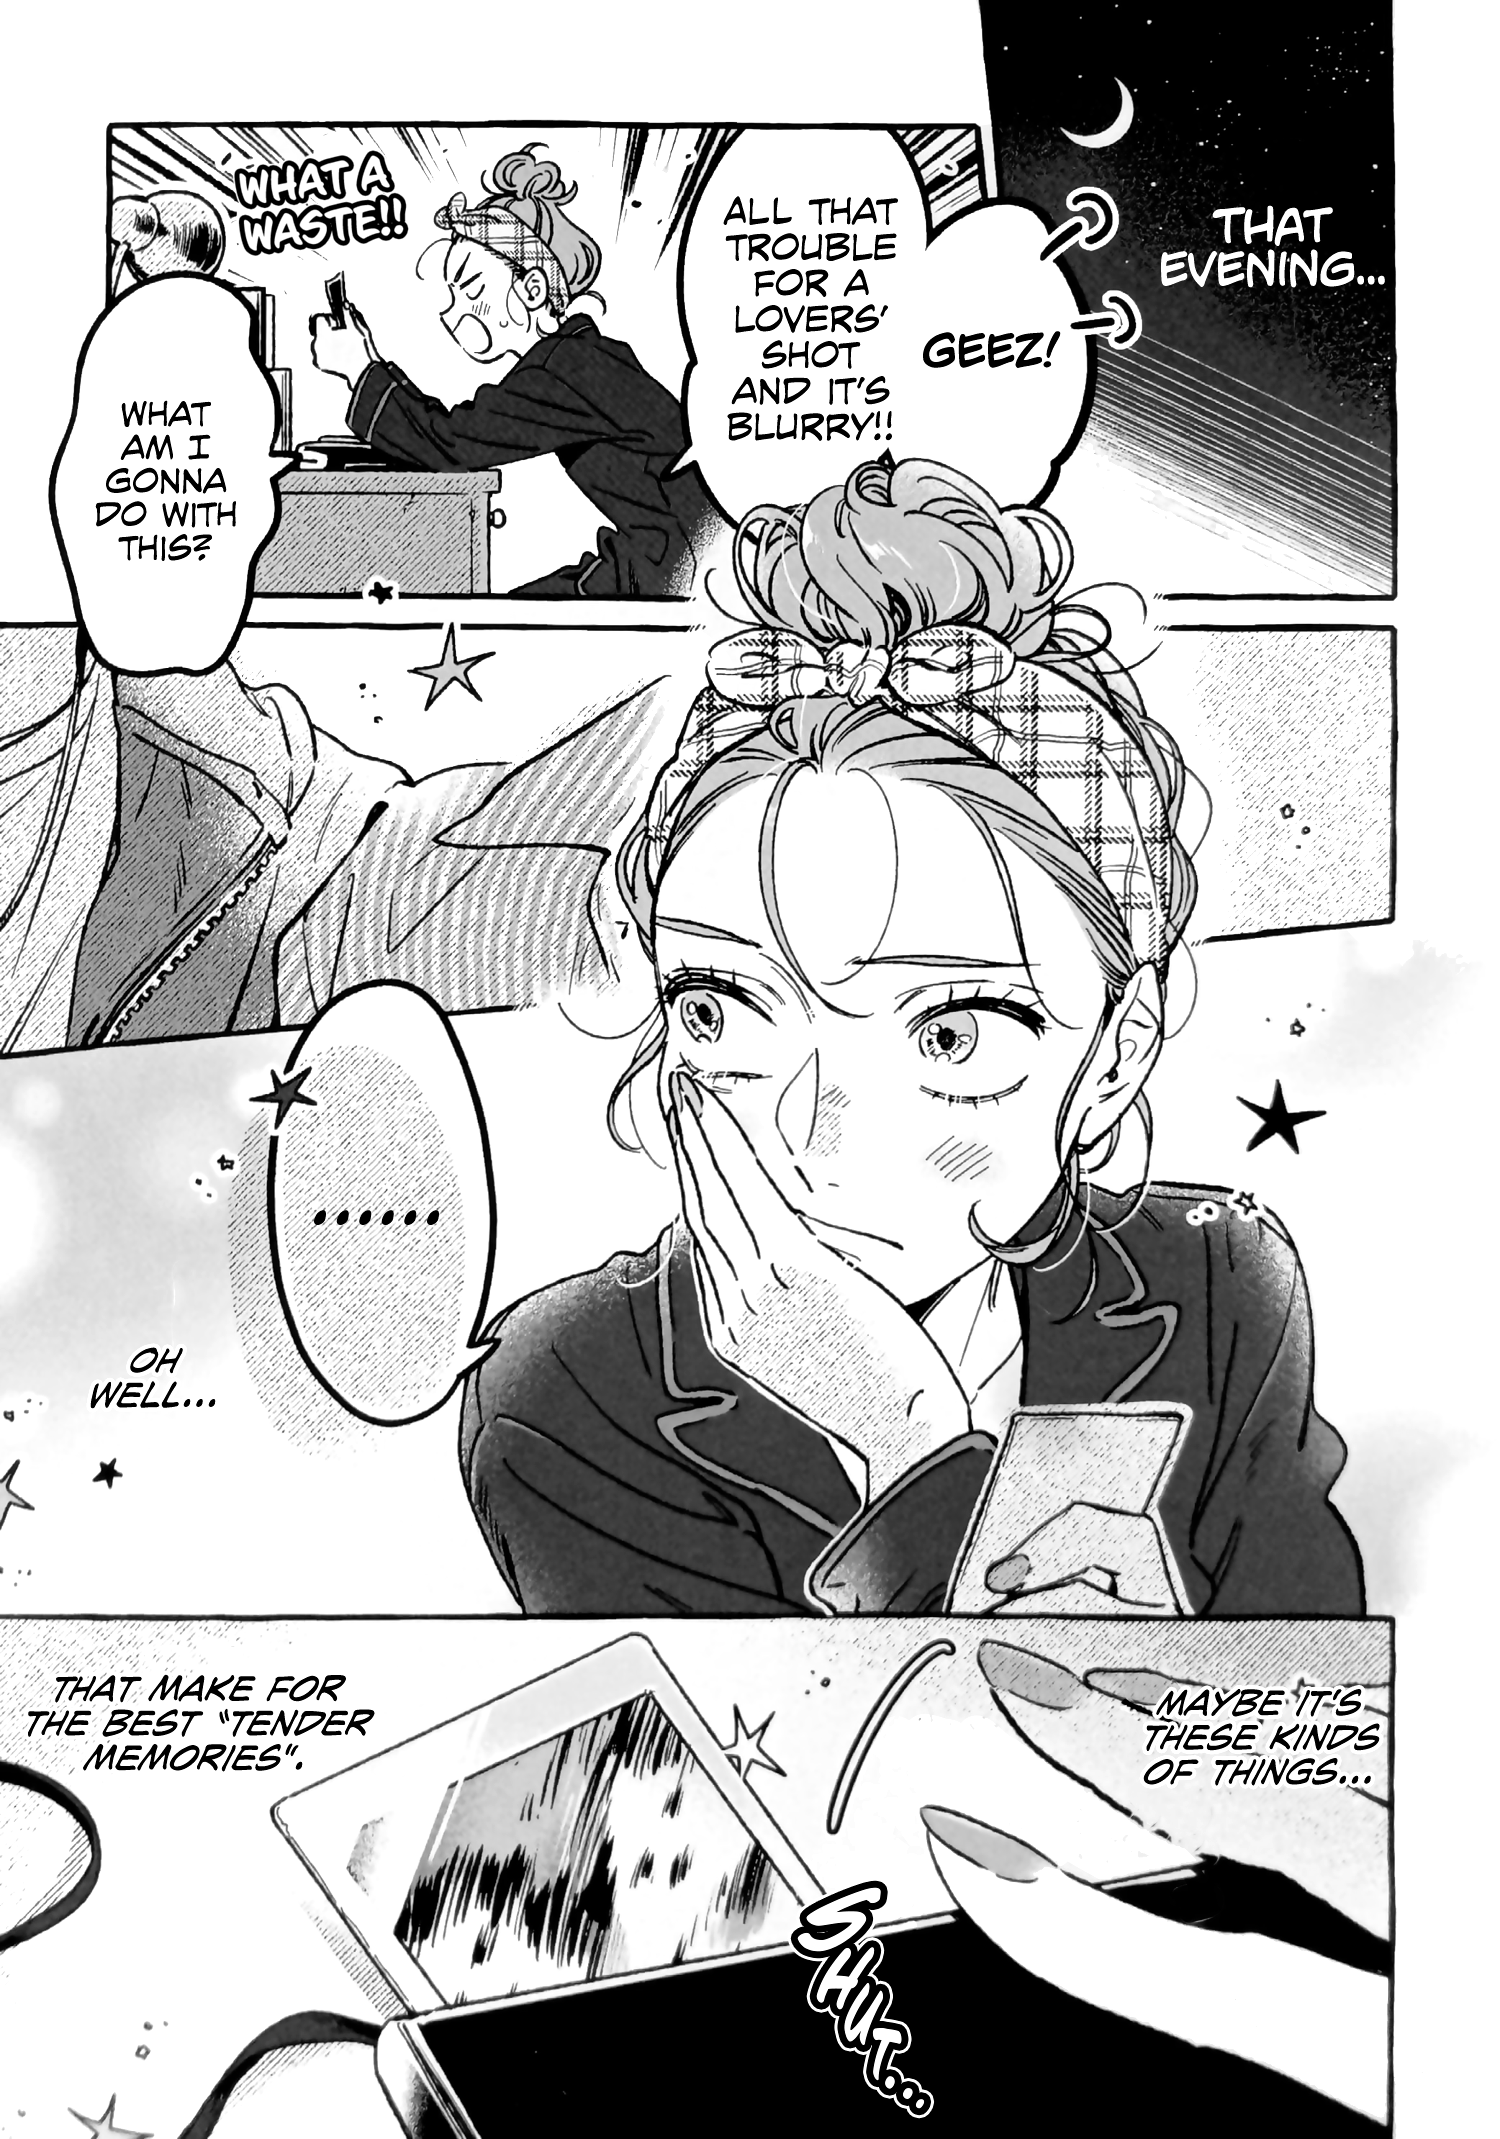 THAT
EVENING...
GEEZ!
ALL THAT
TROUBLE
FOR A
LOVERS'
SHOT
AND IT'S
BLURRY!!
WHAT A
WASTE!!
WHAT
AM I
GONNA
DO WITH
THIS?
......
OH
WELL...
MAYBE IT'S
THESE KINDS
OF THINGS...
THAT MAKE FOR
THE BEST "TENDER
MEMORIES".
SHUT...